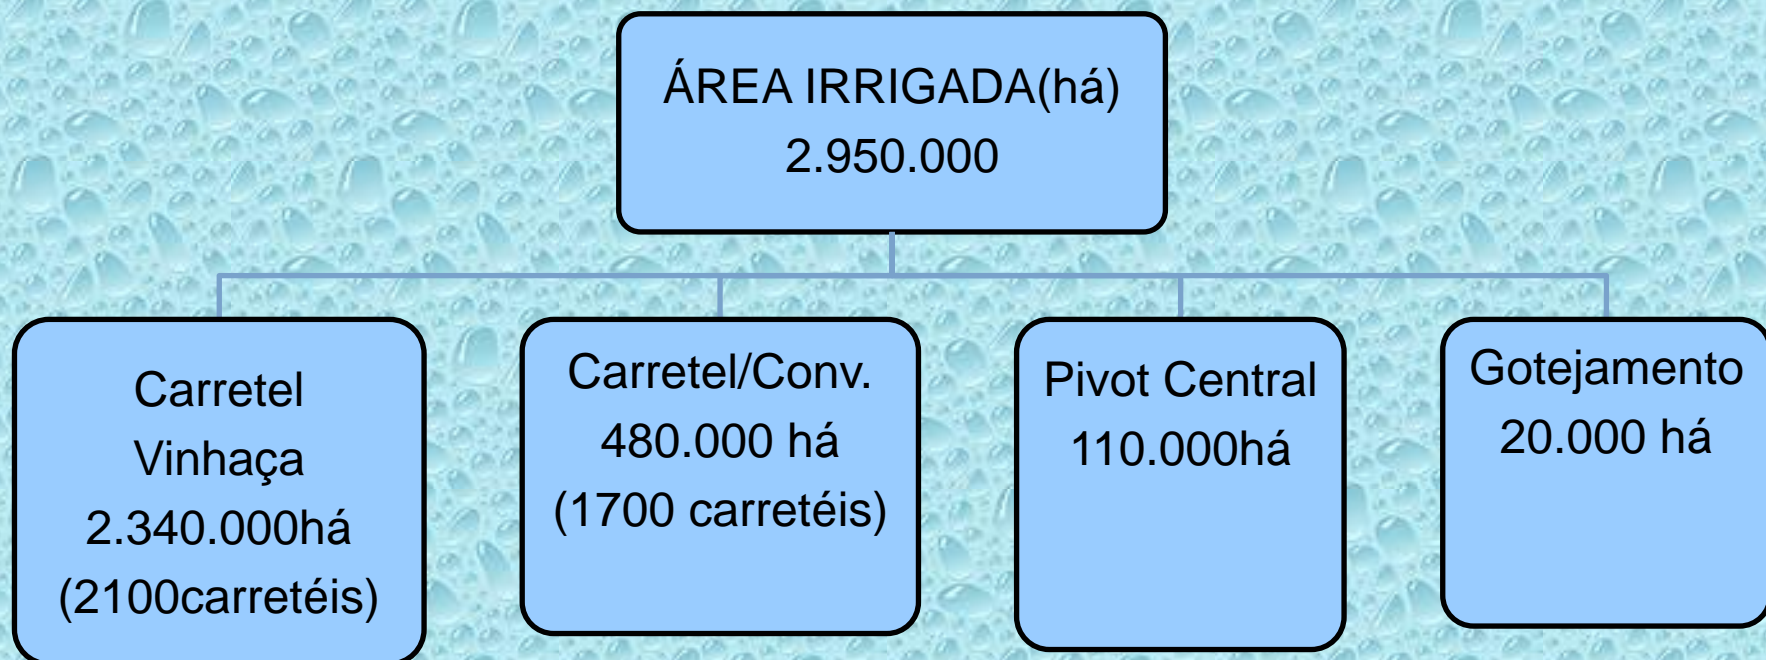 ÁREA IRRIGADA(há)
2.950.000
Carretel
Vinhaça
2.340.000há
(2100carretéis)
Carretel/Conv.
480.000 há
(1700 carretéis)
Pivot Central
110.000há
Gotejamento
20.000 há